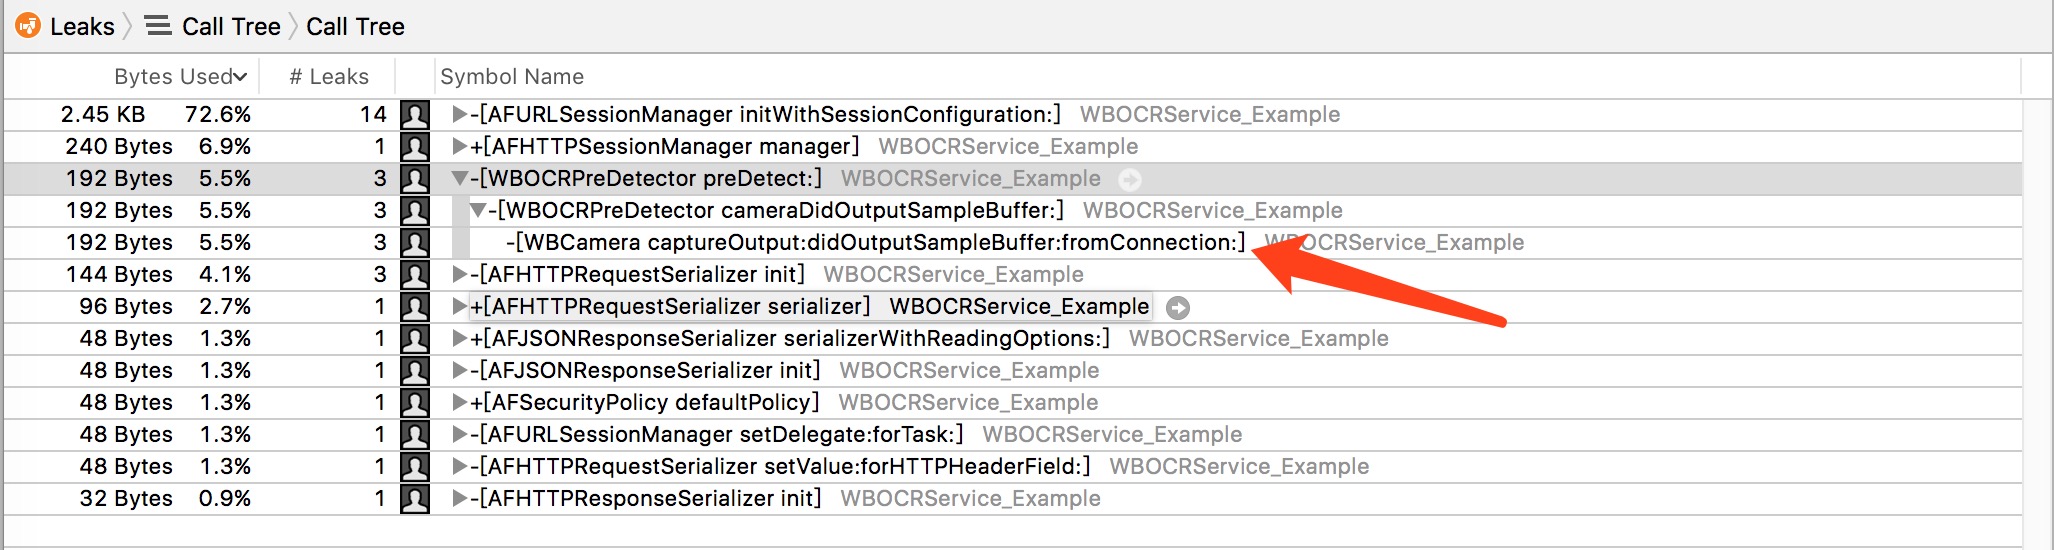 Leaks Call Tree Call Tree
Bytes Used # Leaks Symbol Name
2.45 KB 72.6% 14 -[AFURLSessionManager initWithSessionConfiguration:] WBOCRService_Example
240 Bytes 6.9% 1 +[AFHTTPSessionManager manager] WBOCRService_Example
192 Bytes 5.5% 3 -[WBOCRPreDetector preDetect:] WBOCRService_Example
192 Bytes 5.5% 3 -[WBOCRPreDetector cameraDidOutputSampleBuffer:] WBOCRService_Example
192 Bytes 5.5% 3 -[WBCamera captureOutput:didOutputSampleBuffer:fromConnection:] WBOCRService_Example
144 Bytes 4.1% 3 -[AFHTTPRequestSerializer init] WBOCRService_Example
96 Bytes 2.7% 1 +[AFHTTPRequestSerializer serializer] WBOCRService_Example
48 Bytes 1.3% 1 +[AFJSONResponseSerializer serializerWithReadingOptions:] WBOCRService_Example
48 Bytes 1.3% 1 -[AFJSONResponseSerializer init] WBOCRService_Example
48 Bytes 1.3% 1 +[AFSecurityPolicy defaultPolicy] WBOCRService_Example
48 Bytes 1.3% 1 -[AFURLSessionManager setDelegate:forTask:] WBOCRService_Example
48 Bytes 1.3% 1 -[AFHTTPRequestSerializer setValue:forHTTPHeaderField:] WBOCRService_Example
32 Bytes 0.9% 1 -[AFHTTPResponseSerializer init] WBOCRService_Example